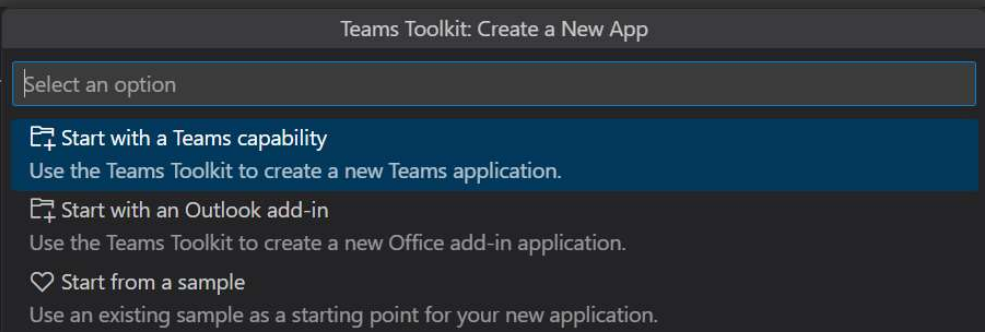 Teams Toolkit: Create a New App
Select an option
Start with a Teams capability
Use the Teams Toolkit to create a new Teams application.
Start with an Outlook add-in
Use the Teams Toolkit to create a new Office add-in application.
Start from a sample
Use an existing sample as a starting point for your new application.